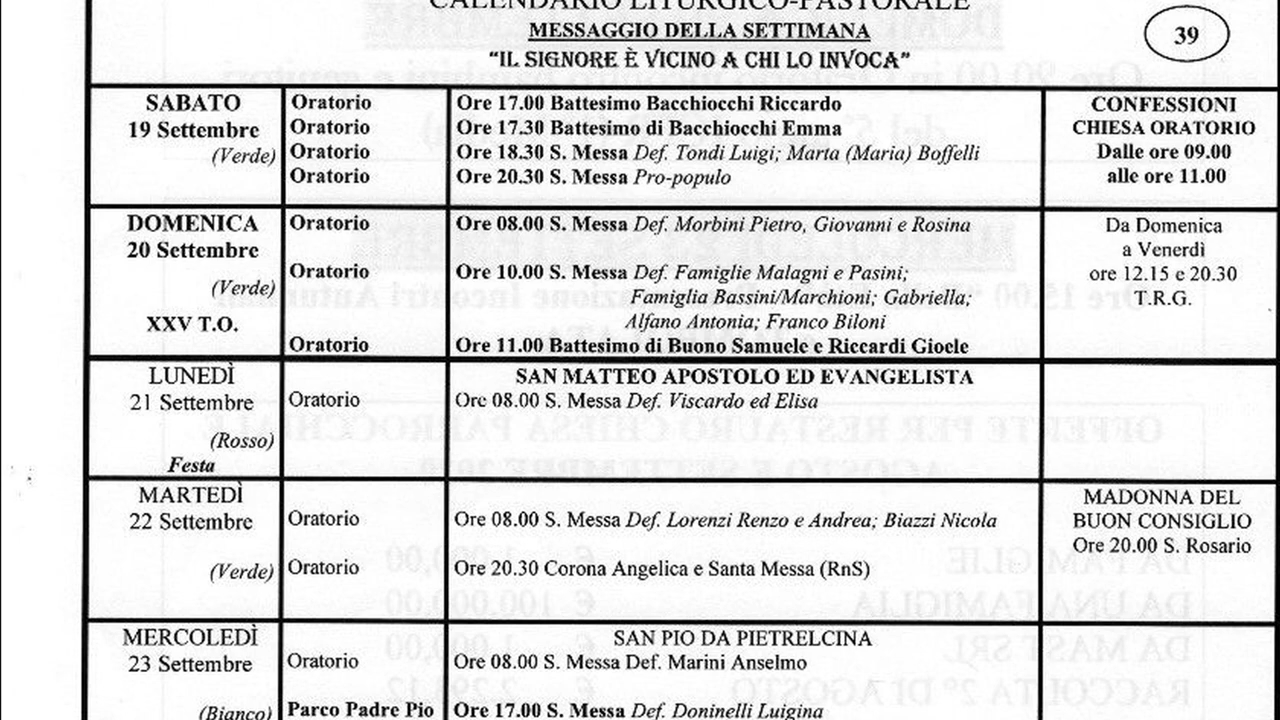 CALENDARIO LITURGICO-PASTORALE
MESSAGGIO DELLA SETTIMANA
“IL SIGNORE È VICINO A CHI LO INVOCA”
39
SABATO
19 Settembre
(Verde)
Oratorio
Oratorio
Oratorio
Oratorio
Ore 17.00 Battesimo Bacchiocchi Riccardo
Ore 17.30 Battesimo di Bacchiocchi Emma
Ore 18.30 S. Messa Def. Tondi Luigi; Marta (Maria) Boffelli
Ore 20.30 S. Messa Pro-populo
CONFESSIONI
CHIESA ORATORIO
Dalle ore 09.00
alle ore 11.00
DOMENICA
20 Settembre
(Verde)
XXV T.O.
Oratorio
Oratorio
Oratorio
Ore 08.00 S. Messa Def. Morbini Pietro, Giovanni e Rosina
Ore 10.00 S. Messa Def. Famiglie Malagni e Pasini;
Famiglia Bassini/Marchioni; Gabriella;
Alfano Antonia; Franco Biloni
Ore 11.00 Battesimo di Buono Samuele e Riccardi Gioele
Da Domenica
a Venerdì
ore 12.15 e 20.30
T.R.G.
LUNEDÌ
21 Settembre
(Rosso)
Festa
Oratorio
SAN MATTEO APOSTOLO ED EVANGELISTA
Ore 08.00 S. Messa Def. Viscardo ed Elisa
MARTEDÌ
22 Settembre
(Verde)
Oratorio
Oratorio
Ore 08.00 S. Messa Def. Lorenzi Renzo e Andrea; Biazzi Nicola
Ore 20.30 Corona Angelica e Santa Messa (RnS)
MADONNA DEL
BUON CONSIGLIO
Ore 20.00 S. Rosario
MERCOLEDÌ
23 Settembre
(Bianco)
Oratorio
Parco Padre Pio
SAN PIO DA PIETRELCINA
Ore 08.00 S. Messa Def. Marini Anselmo
Ore 17.00 S. Messa Def. Doninelli Luigina